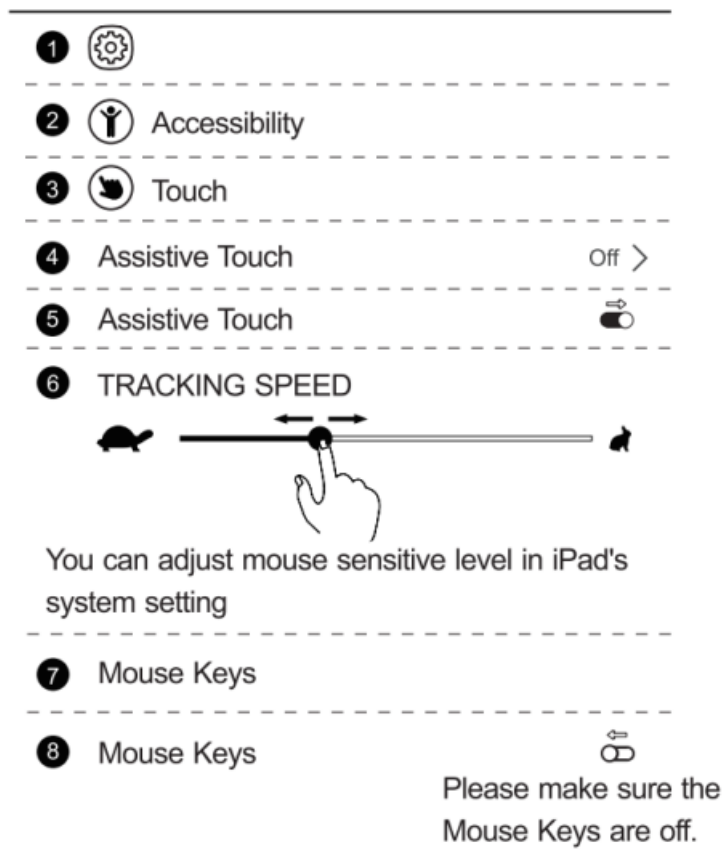 1
2 Accessibility
3 Touch
4 Assistive Touch Off >
5 Assistive Touch
6 TRACKING SPEED
You can adjust mouse sensitive level in iPad's
system setting
7 Mouse Keys
8 Mouse Keys
Please make sure the
Mouse Keys are off.